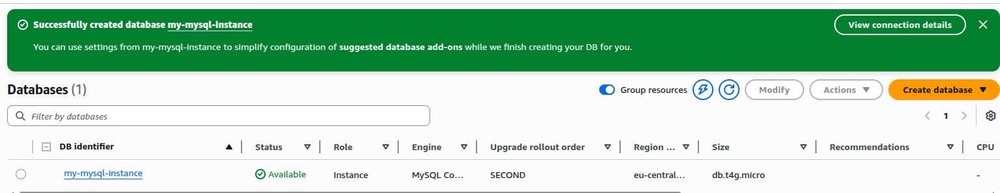 Successfully created database my-mysql-instance
View connection details
You can use settings from my-mysql-instance to simplify configuration of suggested database add-ons while we finish creating your DB for you.
Databases (1)
Group resources
Modify
Actions
Create database
Filter by databases
1
DB identifier Status Role Engine Upgrade rollout order Region ... Size Recommendations CPU
my-mysql-instance Available Instance MySQL Co... SECOND eu-central... db.t4g.micro -